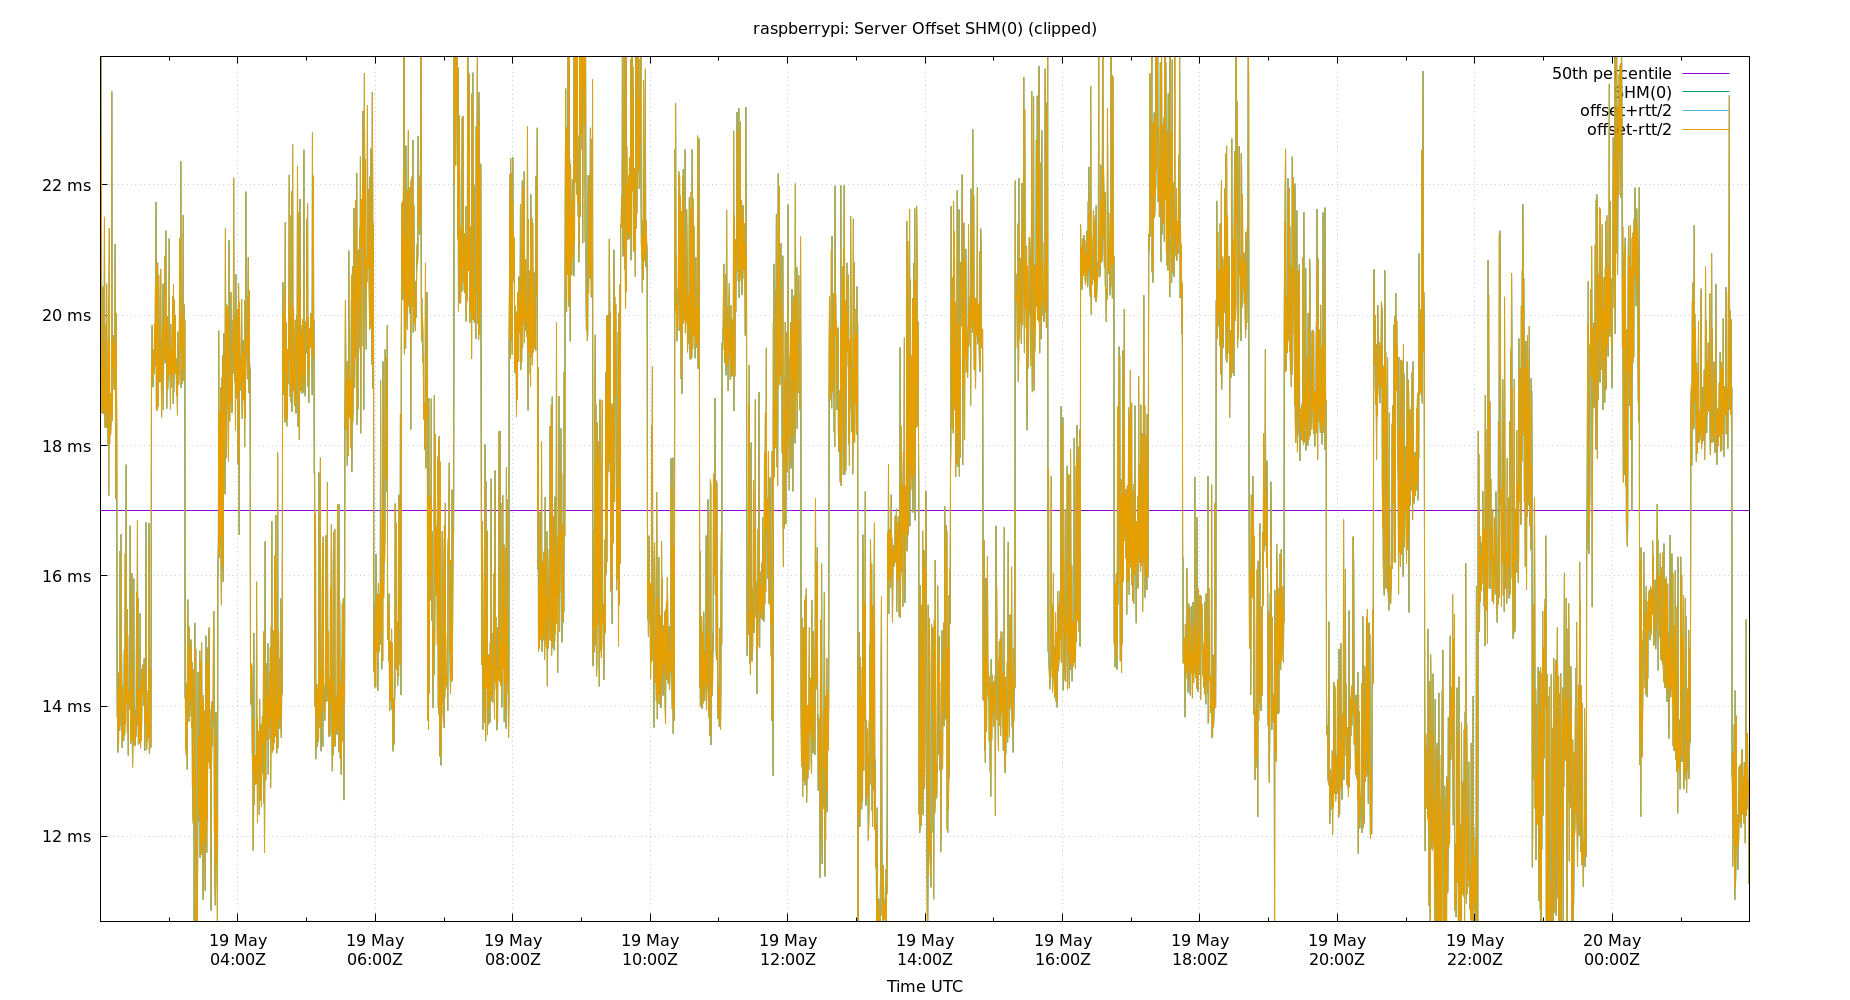 raspberrypi: Server Offset SHM(0) (clipped)
50th percentile
SHM(0)
offset+rtt/2
offset-rtt/2
22 ms
20 ms
18 ms
16 ms
14 ms
12 ms
19 May 19 May 19 May 19 May 19 May 19 May 19 May 19 May 19 May 19 May 20 May
04:00Z 06:00Z 08:00Z 10:00Z 12:00Z 14:00Z 16:00Z 18:00Z 20:00Z 22:00Z 00:00Z
Time UTC